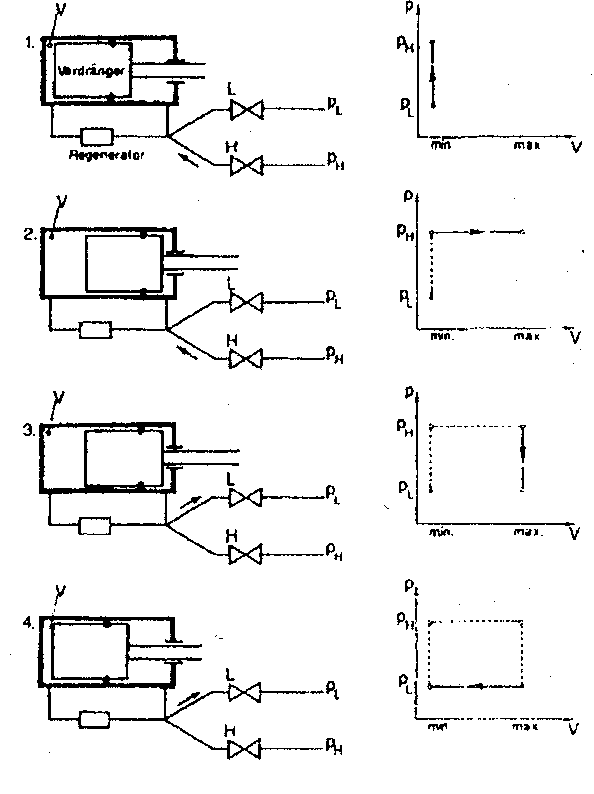 V
1.
Verdränger
Regenerator
L
P_L
H
P_H
P
P_H
P_L
min.
max.
V
V
2.
L
P_L
H
P_H
P
P_H
P_L
min.
max.
V
V
3.
L
P_L
H
P_H
P
P_H
P_L
min.
max.
V
V
4.
L
P_L
H
P_H
P
P_H
P_L
min
max
V